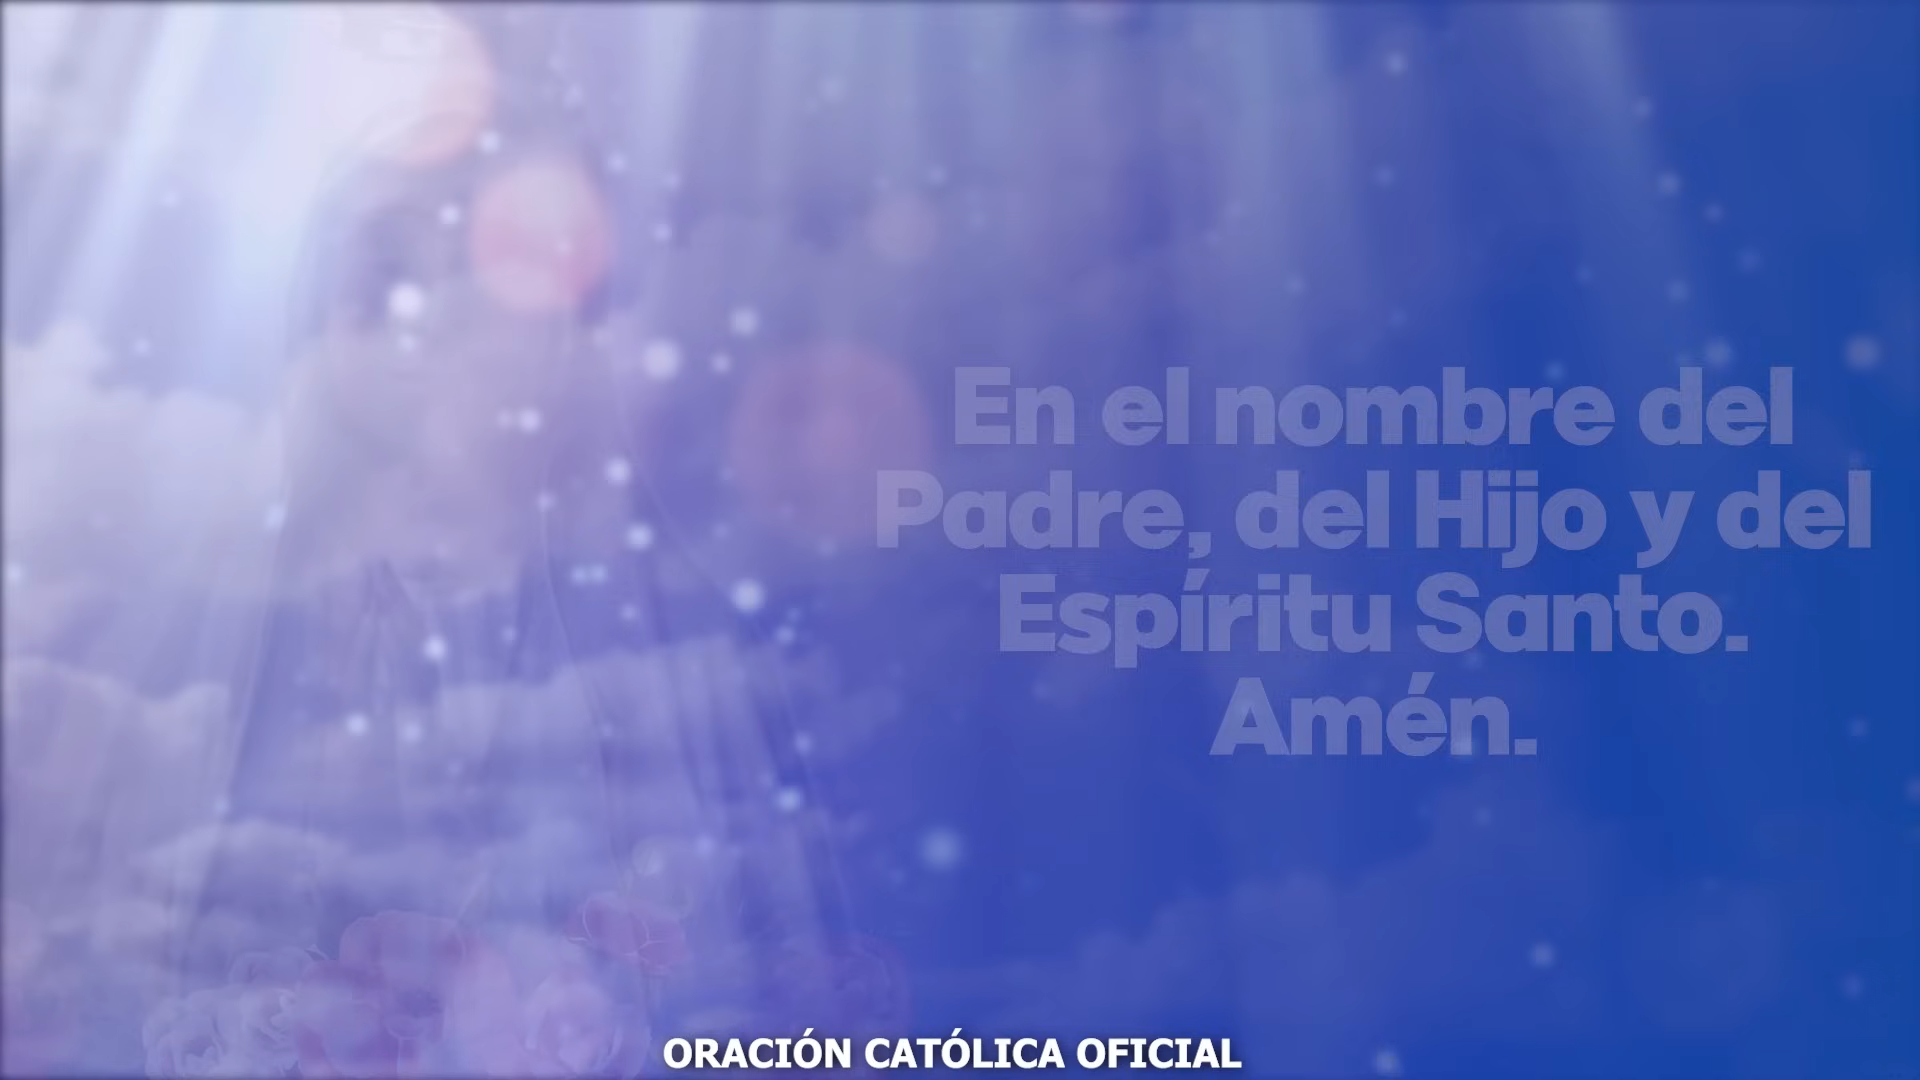 En el nombre del
Padre, del Hijo y del
Espíritu Santo.
Amén.
ORACIÓN CATÓLICA OFICIAL